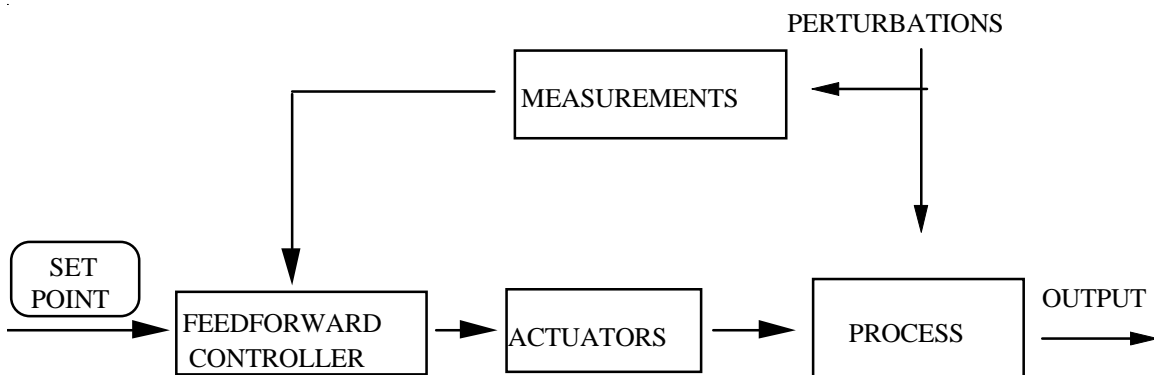 PERTURBATIONS
MEASUREMENTS
SET
POINT
FEEDFORWARD
CONTROLLER
ACTUATORS
PROCESS
OUTPUT